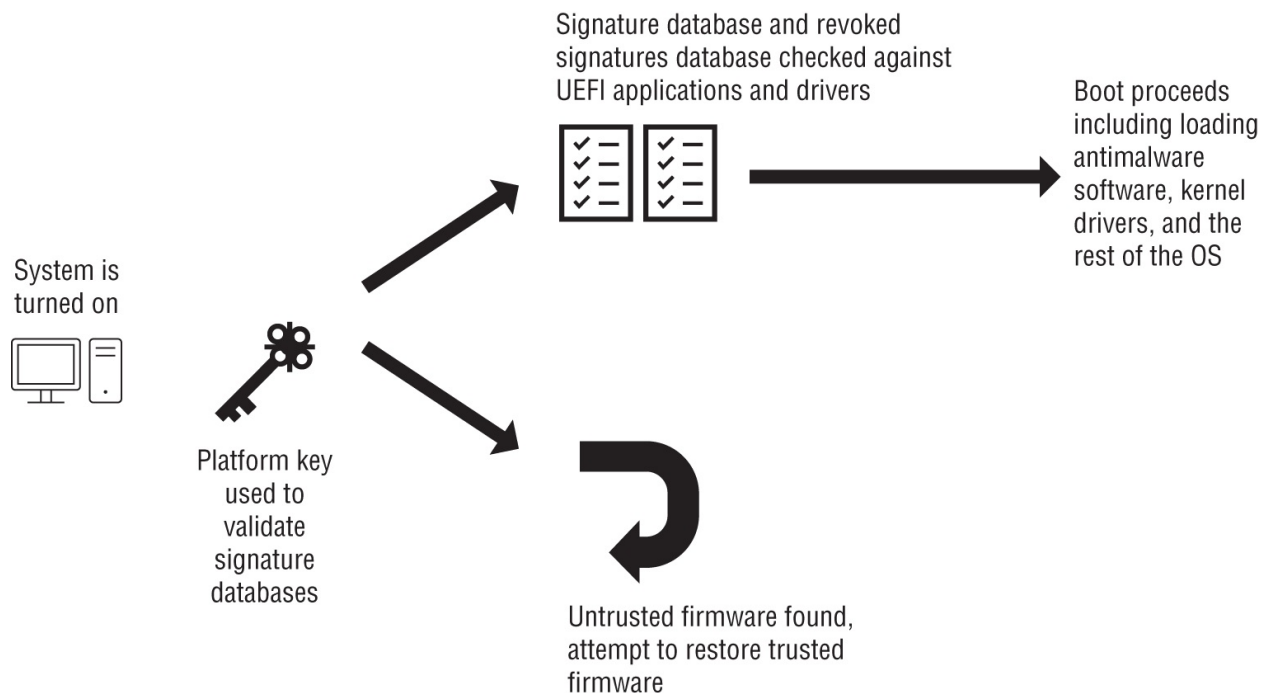 System is
turned on
Platform key
used to
validate
signature
databases
Signature database and revoked
signatures database checked against
UEFI applications and drivers
Boot proceeds
including loading
antimalware
software, kernel
drivers, and the
rest of the OS
Untrusted firmware found,
attempt to restore trusted
firmware